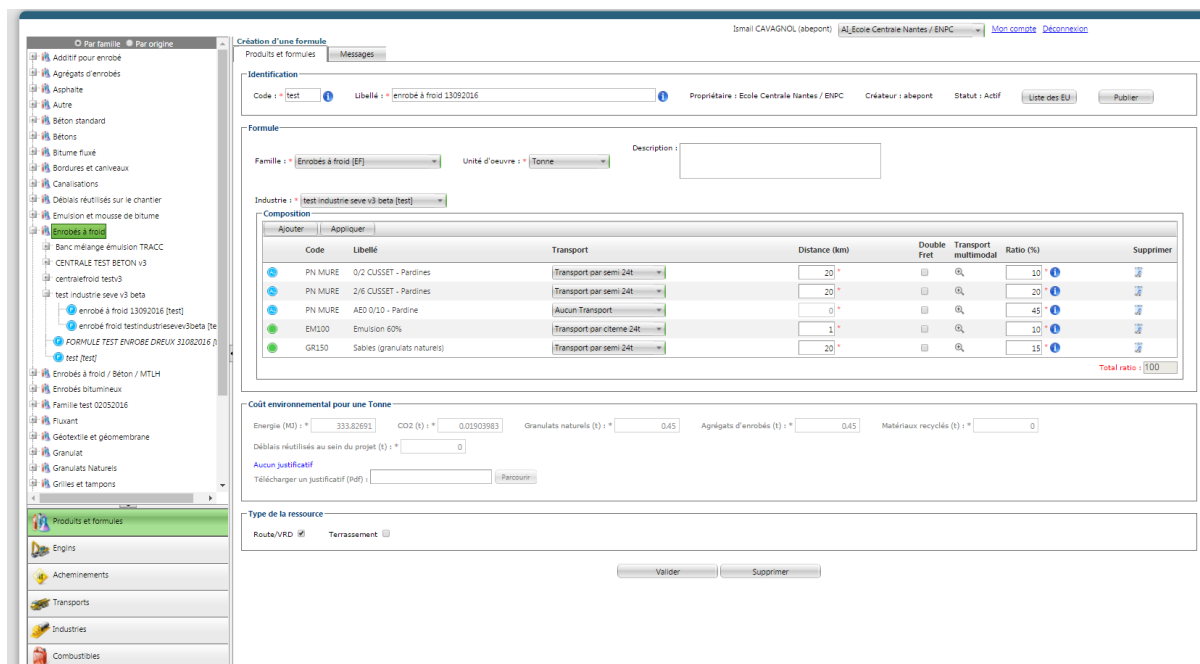 Ismail CAVAGNOL (abepont) AI_Ecole Centrale Nantes / ENPC Mon compte Déconnexion
Par famille Par origine
Additif pour enrobé
Agrégats d'enrobés
Asphalte
Autre
Béton standard
Bétons
Bitume fluxé
Bordures et caniveaux
Canalisations
Déblais réutilisés sur le chantier
Emulsion et mousse de bitume
Enrobés à froid
Banc mélange émulsion TRACC
CENTRALE TEST BETON v3
centralefroid testv3
test industrie seve v3 beta
enrobé à froid 13092016 [test]
enrobé froid testindustriesevev3beta [te
FORMULE TEST ENROBE DREUX 31082016 [
test [test]
Enrobés à froid / Béton / MTLH
Enrobés bitumineux
Famille test 02052016
Fluxant
Géotextile et géomembrane
Granulat
Granulats Naturels
Grilles et tampons
Produits et formules
Engins
Acheminements
Transports
Industries
Combustibles
Création d'une formule
Produits et formules Messages
Identification
Code : * test Libellé : * enrobé à froid 13092016 Propriétaire : Ecole Centrale Nantes / ENPC Créateur : abepont Statut : Actif Liste des EU Publier
Formule
Famille : * Enrobés à froid [EF] Unité d'oeuvre : * Tonne Description :
Industrie : * test industrie seve v3 beta [test]
Composition
Ajouter Appliquer
Code Libellé Transport Distance (km) Double Fret Transport multimodal Ratio (%) Supprimer
PN MURE 0/2 CUSSET - Pardines Transport par semi 24t 20 * 10 *
PN MURE 2/6 CUSSET - Pardines Transport par semi 24t 20 * 20 *
PN MURE AE0 0/10 - Pardine Aucun Transport 0 * 45 *
EM100 Emulsion 60% Transport par citerne 24t 1 * 10 *
GR150 Sables (granulats naturels) Transport par semi 24t 20 * 15 *
Total ratio : 100
Coût environnemental pour une Tonne
Energie (MJ) : * 333.82691 CO2 (t) : * 0.01903983 Granulats naturels (t) : * 0.45 Agrégats d'enrobés (t) : * 0.45 Matériaux recyclés (t) : * 0
Déblais réutilisés au sein du projet (t) : * 0
Aucun justificatif
Télécharger un justificatif (Pdf) : Parcourir
Type de la ressource
Route/VRD Terrassement
Valider Supprimer